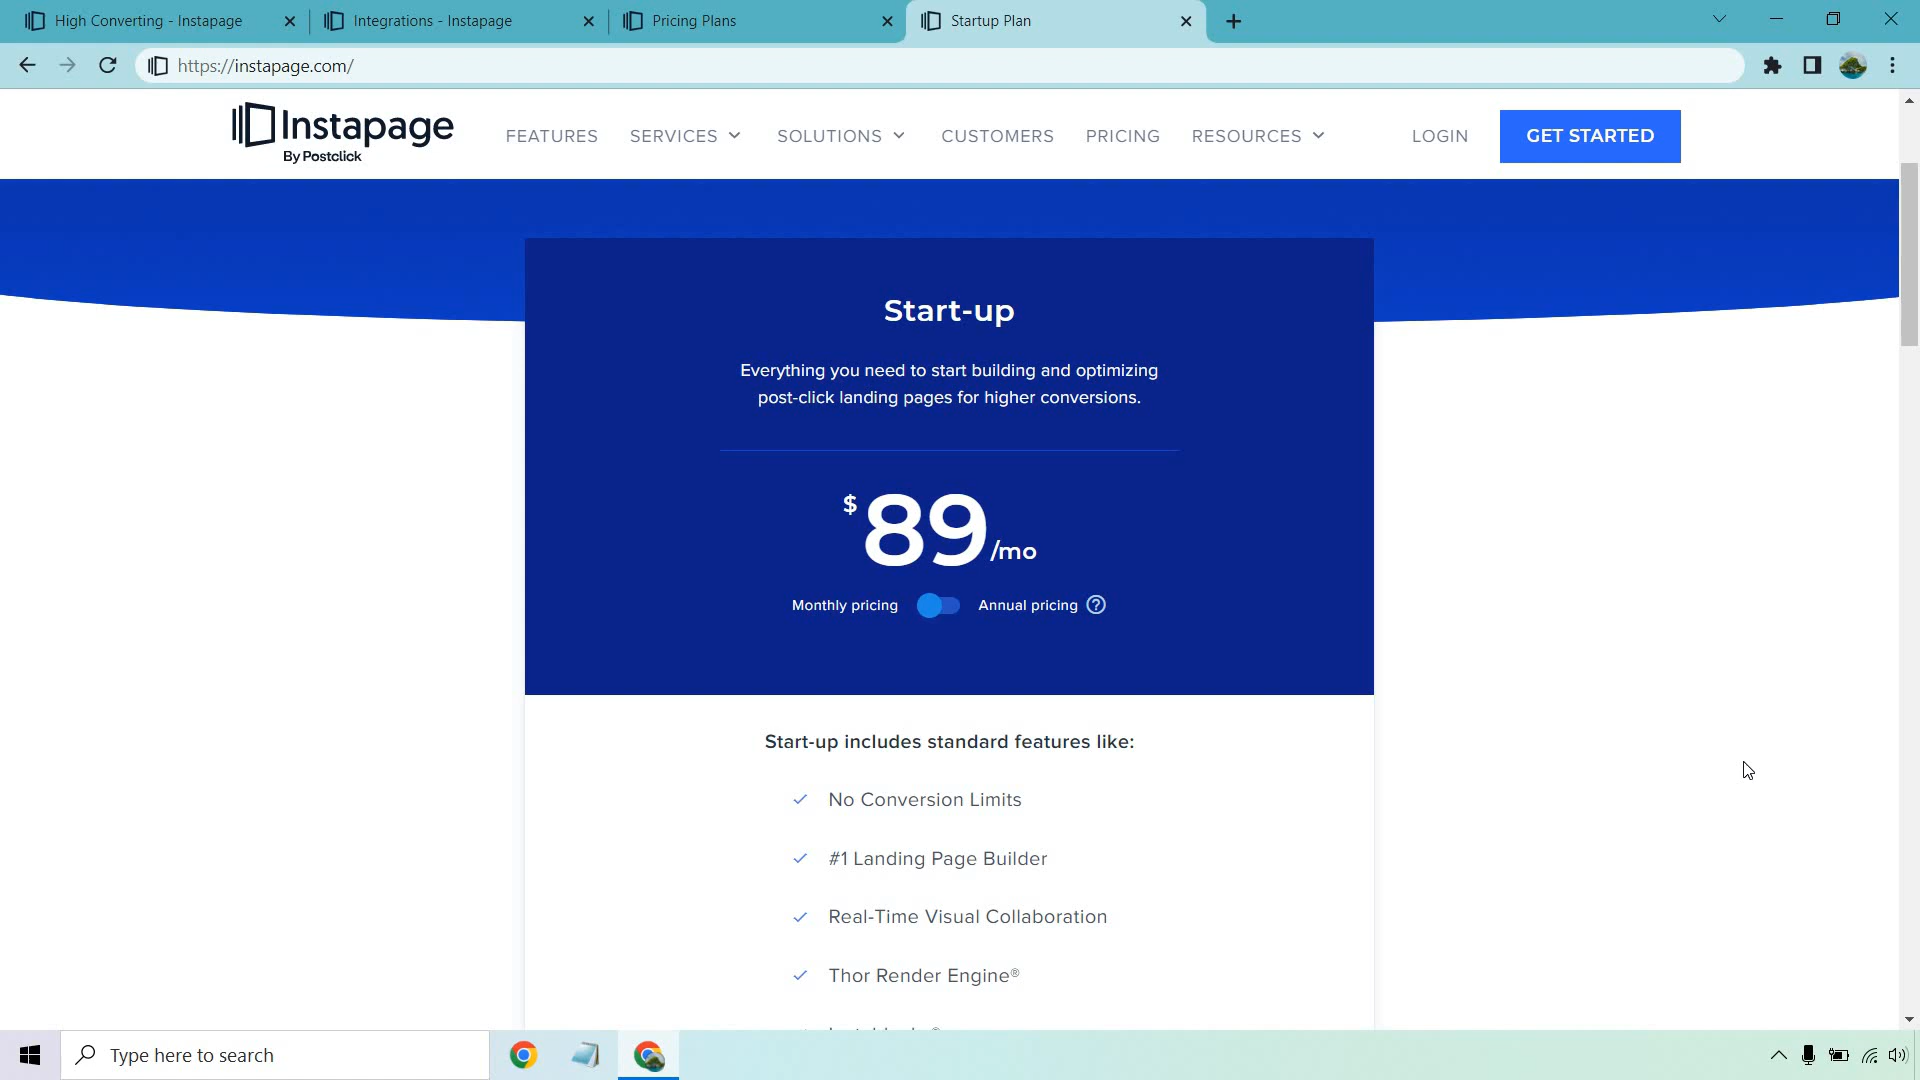 High Converting - Instapage
Integrations - Instapage
Pricing Plans
Startup Plan
https://instapage.com/
Instapage
By Postclick
FEATURES
SERVICES
SOLUTIONS
CUSTOMERS
PRICING
RESOURCES
LOGIN
GET STARTED
Start-up
Everything you need to start building and optimizing
post-click landing pages for higher conversions.
$89/mo
Monthly pricing
Annual pricing ?
Start-up includes standard features like:
No Conversion Limits
#1 Landing Page Builder
Real-Time Visual Collaboration
Thor Render Engine®
Type here to search